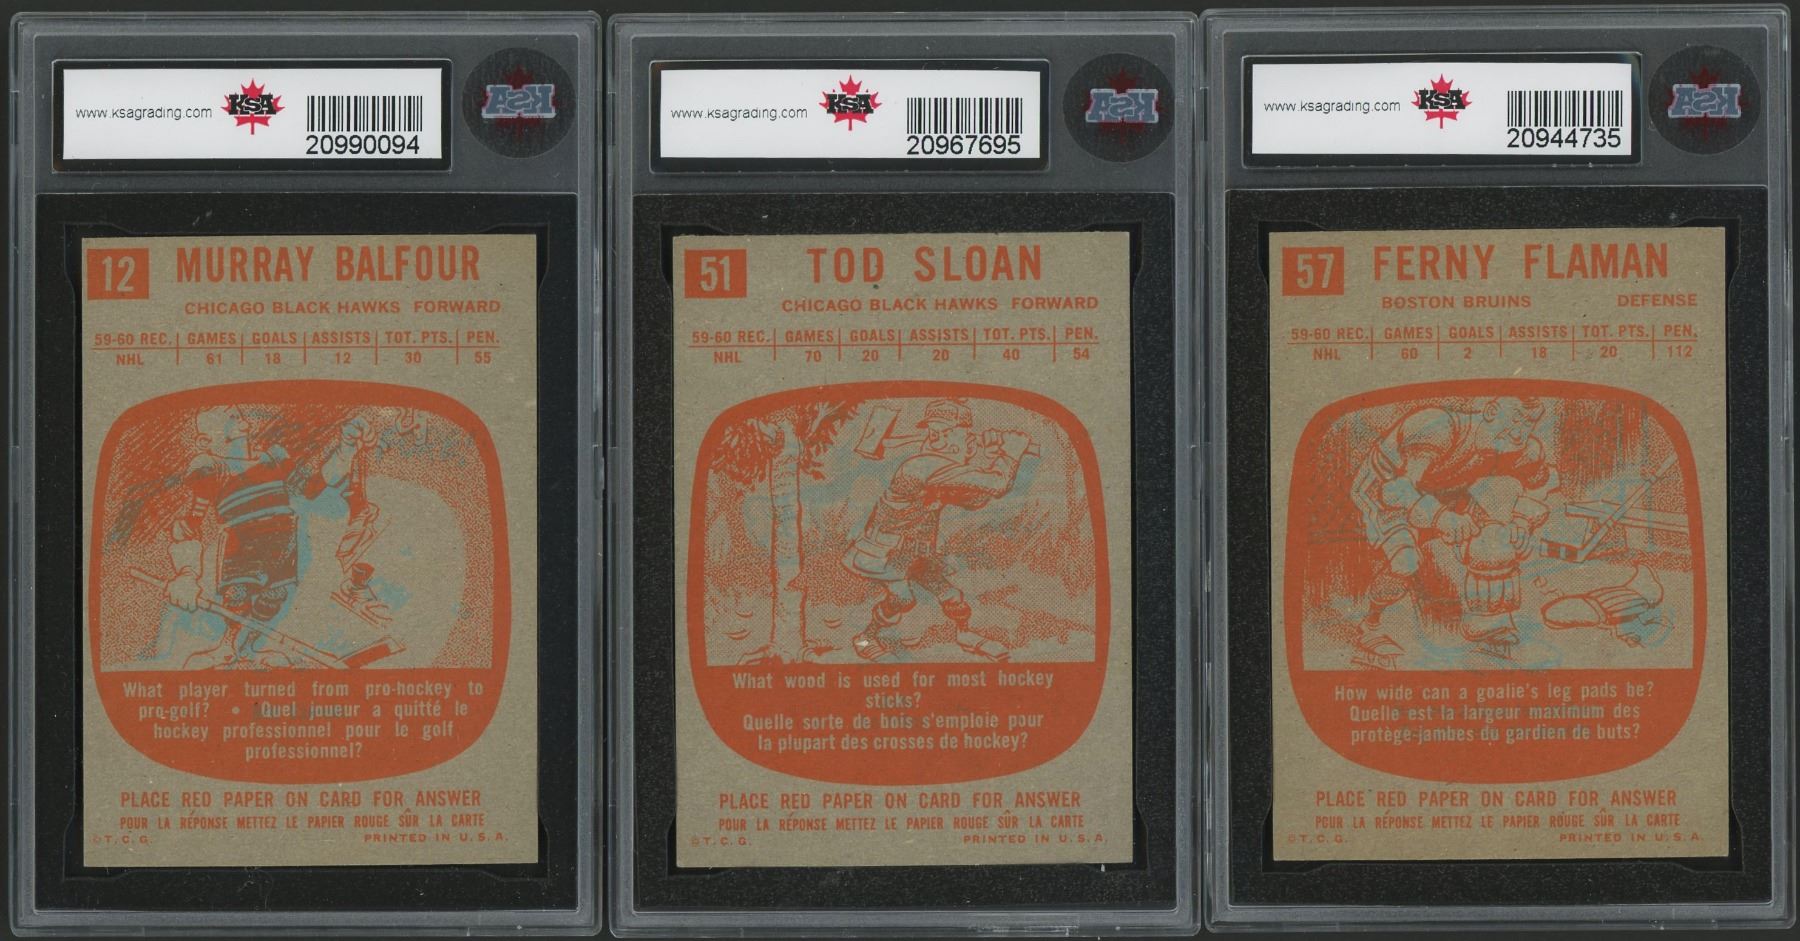 www.ksagrading.com
KSA
20990094
KSA
12
MURRAY BALFOUR
CHICAGO BLACK HAWKS FORWARD
59-60 REC. GAMES GOALS ASSISTS TOT. PTS. PEN.
NHL 61 18 12 30 55
What player turned from pro-hockey to
pro-golf? • Quel joueur a quitté le
hockey professionnel pour le golf
professionnel?
PLACE RED PAPER ON CARD FOR ANSWER
POUR LA RÉPONSE METTEZ LE PAPIER ROUGE SÛR LA CARTE
©T.C.G. PRINTED IN U.S.A.
www.ksagrading.com
KSA
20967695
KSA
51
TOD SLOAN
CHICAGO BLACK HAWKS FORWARD
59-60 REC. GAMES GOALS ASSISTS TOT. PTS. PEN.
NHL 70 20 20 40 54
What wood is used for most hockey
sticks?
Quelle sorte de bois s'emploie pour
la plupart des crosses de hockey?
PLACE RED PAPER ON CARD FOR ANSWER
POUR LA RÉPONSE METTEZ LE PAPIER ROUGE SÛR LA CARTE
©T.C.G. PRINTED IN U.S.A.
www.ksagrading.com
KSA
20944735
KSA
57
FERNY FLAMAN
BOSTON BRUINS DEFENSE
59-60 REC. GAMES GOALS ASSISTS TOT. PTS. PEN.
NHL 60 2 18 20 112
How wide can a goalie's leg pads be?
Quelle est la largeur maximum des
protège-jambes du gardien de buts?
PLACE RED PAPER ON CARD FOR ANSWER
POUR LA RÉPONSE METTEZ LE PAPIER ROUGE SÛR LA CARTE
©T.C.G. PRINTED IN U.S.A.